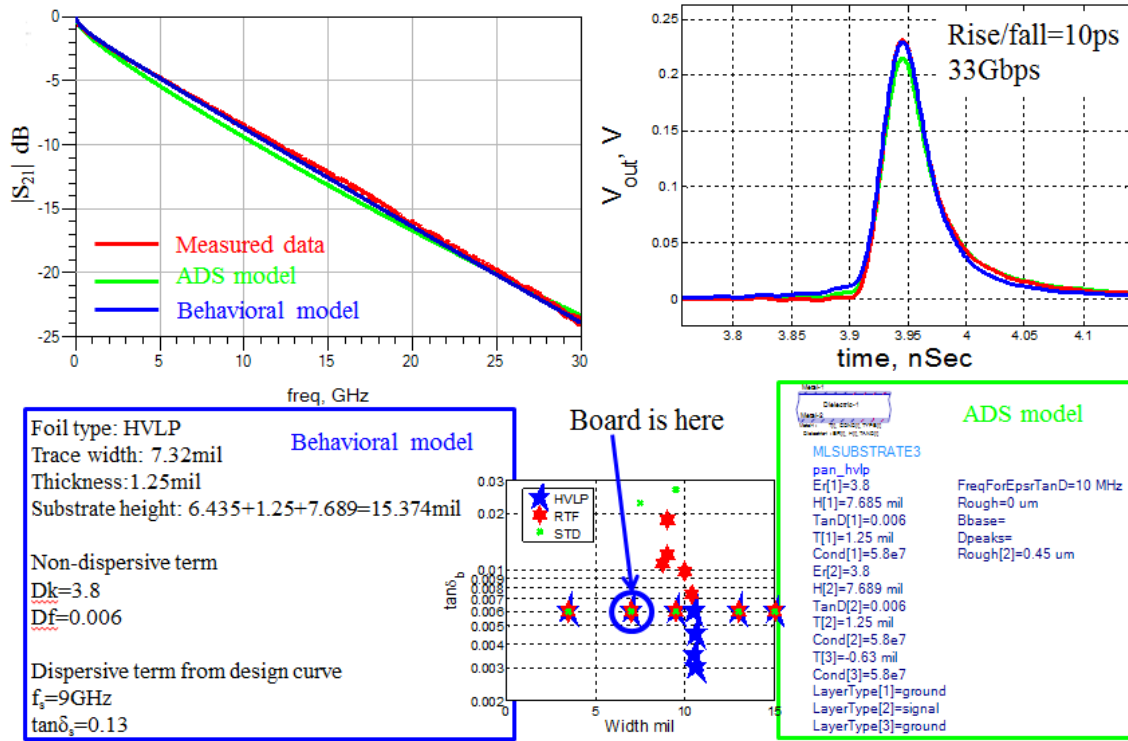 0
-5
-10
-15
-20
-25
|S21| dB
Measured data
ADS model
Behavioral model
0 5 10 15 20 25 30
freq, GHz
0.25
0.2
0.15
0.1
0.05
0
Vout, V
Rise/fall=10ps
33Gbps
3.8 3.85 3.9 3.95 4 4.05 4.1
time, nSec
Foil type: HVLP
Behavioral model
Trace width: 7.32mil
Thickness:1.25mil
Substrate height: 6.435+1.25+7.689=15.374mil
Non-dispersive term
Dk=3.8
Df=0.006
Dispersive term from design curve
fs=9GHz
tanδs=0.13
Board is here
HVLP
RTF
STD
0.03
0.02
0.01
0.009
0.008
0.007
0.006
0.005
0.004
0.003
0.002
tanδb
0 5 10 15
Width mil
Metal-1
Dielectric-1
Metal-2
ADS model
MLSUBSTRATE3
pan_hvlp
Er[1]=3.8
H[1]=7.685 mil
TanD[1]=0.006
T[1]=1.25 mil
Cond[1]=5.8e7
Er[2]=3.8
H[2]=7.689 mil
TanD[2]=0.006
T[2]=1.25 mil
Cond[2]=5.8e7
T[3]=-0.63 mil
Cond[3]=5.8e7
LayerType[1]=ground
LayerType[2]=signal
LayerType[3]=ground
FreqForEpsrTanD=10 MHz
Rough=0 um
Bbase=
Dpeaks=
Rough[2]=0.45 um